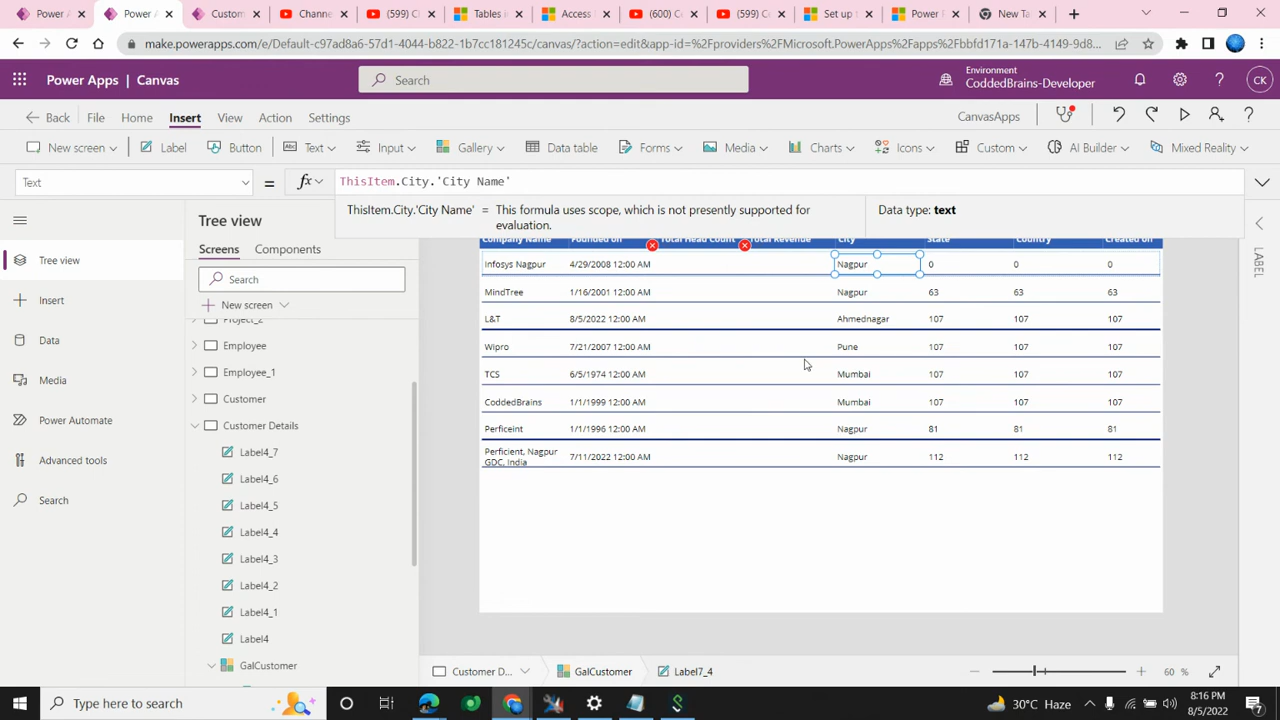 Power A
Power A
Custom
Channe
(599) C
Tables i
Access
(600) C
(599) C
Set up t
Power F
New Ta
make.powerapps.com/e/Default-c97ad8a6-57d1-4044-b822-1b7c181245c/canvas/?action=edit&app-id=%2Fproviders%2FMicrosoft.PowerApps%2Fapps%2Fbbfd171a-147b-4149-9d8...
Power Apps | Canvas
Search
Environment
CoddedBrains-Developer
CK
Back
File
Home
Insert
View
Action
Settings
CanvasApps
New screen
Label
Button
Text
Input
Gallery
Data table
Forms
Media
Charts
Icons
Custom
AI Builder
Mixed Reality
Text
=
fx
ThisItem.City.'City Name'
ThisItem.City.'City Name' = This formula uses scope, which is not presently supported for evaluation.
Data type: text
Tree view
Screens
Components
Search
New screen
Project_2
Employee
Employee_1
Customer
Customer Details
Label4_7
Label4_6
Label4_5
Label4_4
Label4_3
Label4_2
Label4_1
Label4
GalCustomer
Tree view
Insert
Data
Media
Power Automate
Advanced tools
Search
Company Name Founded on Total Head Count Total Revenue City State Country Created on
Infosys Nagpur 4/29/2008 12:00 AM Nagpur 0 0 0
MindTree 1/16/2001 12:00 AM Nagpur 63 63 63
L&T 8/5/2022 12:00 AM Ahmednagar 107 107 107
Wipro 7/21/2007 12:00 AM Pune 107 107 107
TCS 6/5/1974 12:00 AM Mumbai 107 107 107
CoddedBrains 1/1/1999 12:00 AM Mumbai 107 107 107
Perficeint 1/1/1996 12:00 AM Nagpur 81 81 81
Perficient, Nagpur GDC, India 7/11/2022 12:00 AM Nagpur 112 112 112
LABEL
Customer D...
GalCustomer
Label7_4
60 %
Type here to search
30°C Haze
8:16 PM
8/5/2022
7